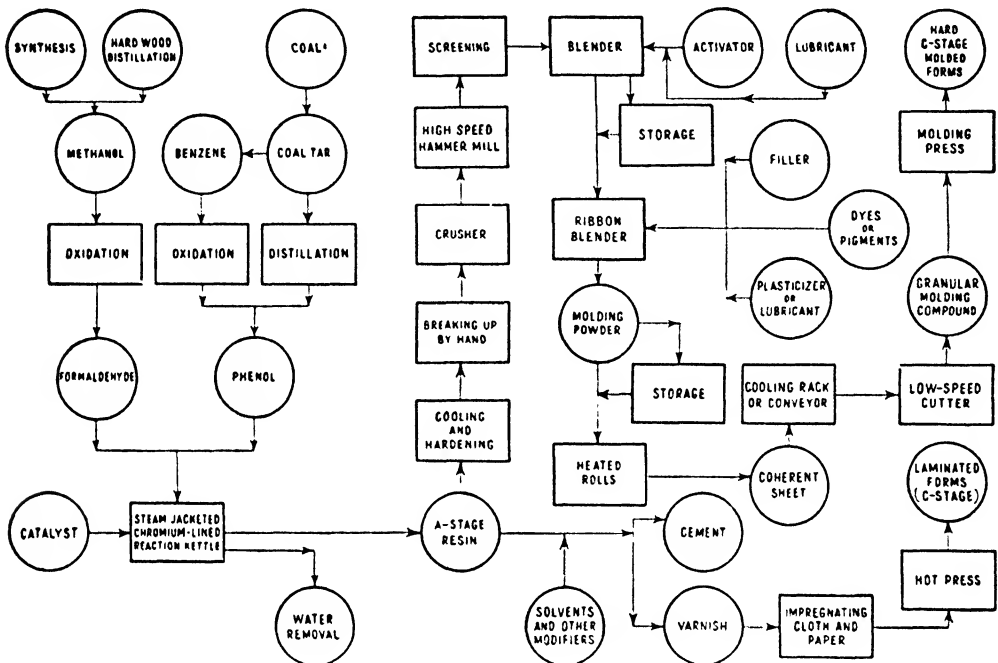 SYNTHESIS
HARD WOOD
DISTILLATION
COAL
METHANOL
BENZENE
COAL TAR
OXIDATION
OXIDATION
DISTILLATION
FORMALDEHYDE
PHENOL
CATALYST
STEAM JACKETED
CHROMIUM-LINED
REACTION KETTLE
WATER
REMOVAL
SCREENING
HIGH SPEED
HAMMER MILL
CRUSHER
BREAKING UP
BY HAND
COOLING
AND
HARDENING
A-STAGE
RESIN
BLENDER
ACTIVATOR
LUBRICANT
STORAGE
FILLER
RIBBON
BLENDER
DYES
OR
PIGMENTS
PLASTICIZER
OR
LUBRICANT
MOLDING
POWDER
STORAGE
HEATED
ROLLS
COHERENT
SHEET
COOLING RACK
OR CONVEYOR
LOW-SPEED
CUTTER
GRANULAR
MOLDING
COMPOUND
MOLDING
PRESS
HARD
C-STAGE
MOLDED
FORMS
SOLVENTS
AND OTHER
MODIFIERS
CEMENT
VARNISH
IMPREGNATING
CLOTH AND
PAPER
HOT PRESS
LAMINATED
FORMS
(C-STAGE)